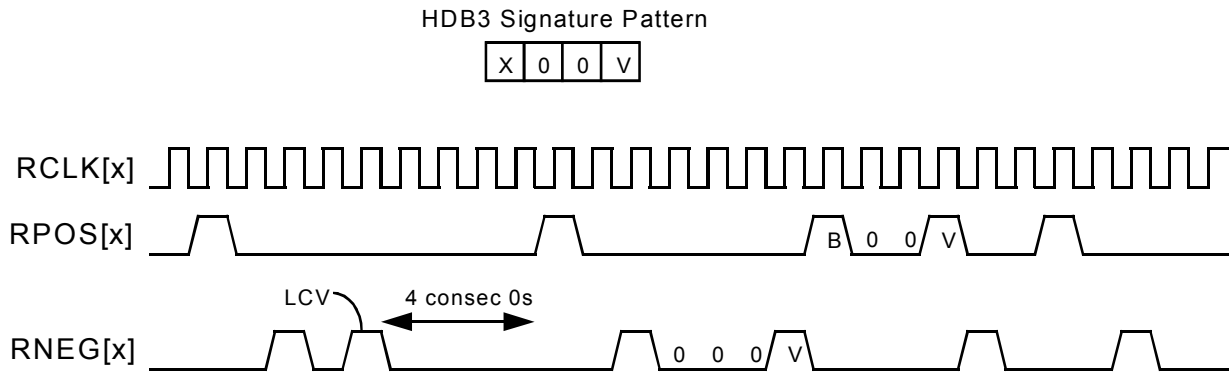 HDB3 Signature Pattern
X 0 0 V
RCLK[x]
RPOS[x]
B 0 0 V
LCV
4 consec 0s
RNEG[x]
0 0 0 V